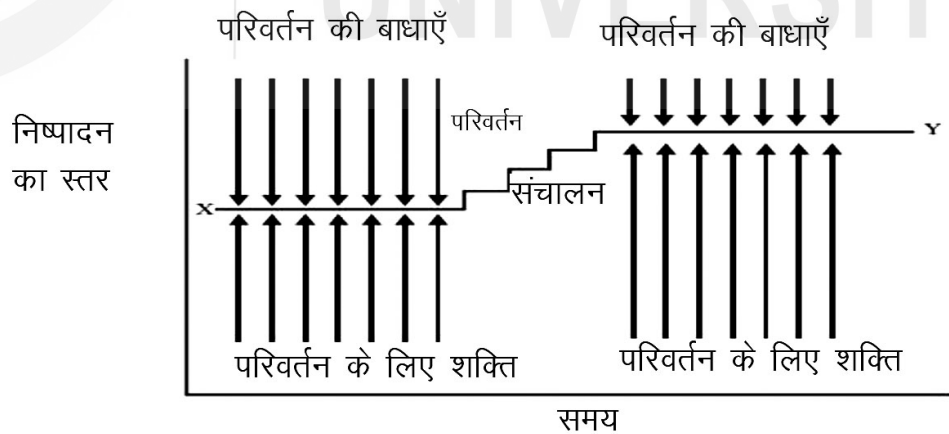 UNIVERSIT
परिवर्तन की बाधाएँ
परिवर्तन की बाधाएँ
निष्पादन
का स्तर
परिवर्तन
Y
संचालन
X
परिवर्तन के लिए शक्ति
परिवर्तन के लिए शक्ति
समय